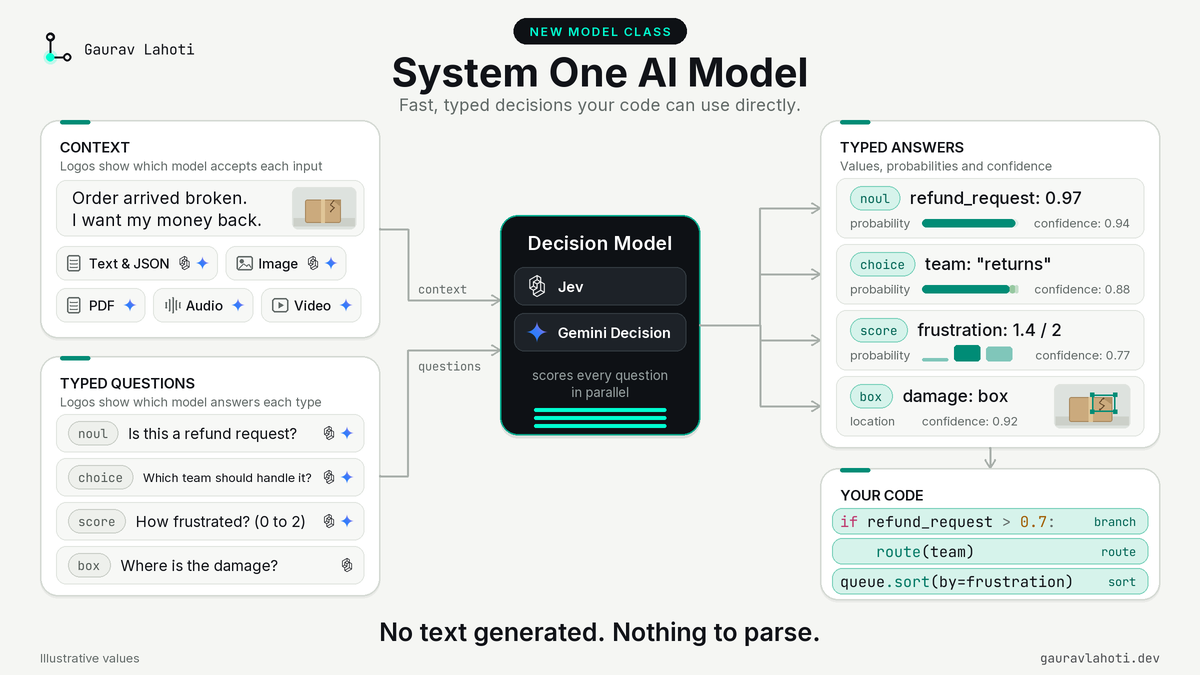 Gaurav Lahoti
NEW MODEL CLASS
System One AI Model
Fast, typed decisions your code can use directly.
CONTEXT
Logos show which model accepts each input
Order arrived broken.
I want my money back.
Text & JSON
Image
PDF
Audio
Video
TYPED QUESTIONS
Logos show which model answers each type
noul Is this a refund request?
choice Which team should handle it?
score How frustrated? (0 to 2)
box Where is the damage?
context
questions
Decision Model
Jev
Gemini Decision
scores every question
in parallel
TYPED ANSWERS
Values, probabilities and confidence
noul refund_request: 0.97
probability confidence: 0.94
choice team: "returns"
probability confidence: 0.88
score frustration: 1.4 / 2
probability confidence: 0.77
box damage: box
location confidence: 0.92
YOUR CODE
if refund_request > 0.7: branch
route(team) route
queue.sort(by=frustration) sort
No text generated. Nothing to parse.
Illustrative values
gauravlahoti.dev